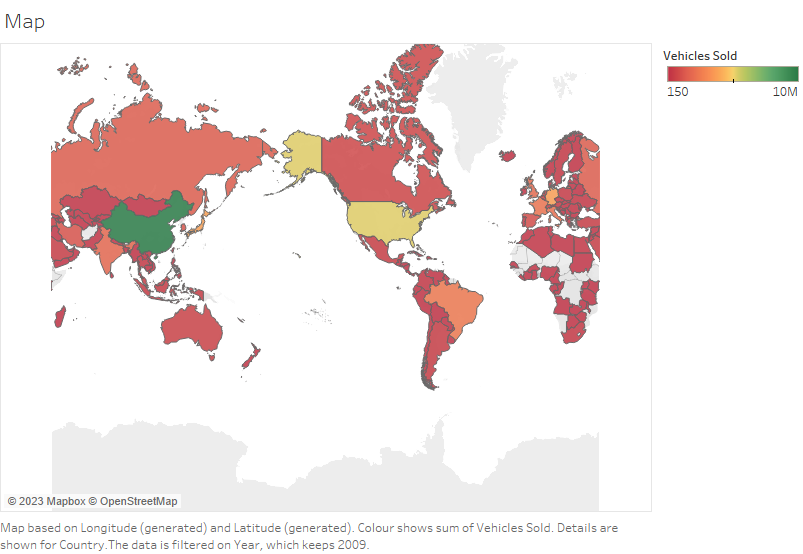 Map
Vehicles Sold
150 10M
© 2023 Mapbox © OpenStreetMap
Map based on Longitude (generated) and Latitude (generated). Colour shows sum of Vehicles Sold. Details are
shown for Country.The data is filtered on Year, which keeps 2009.